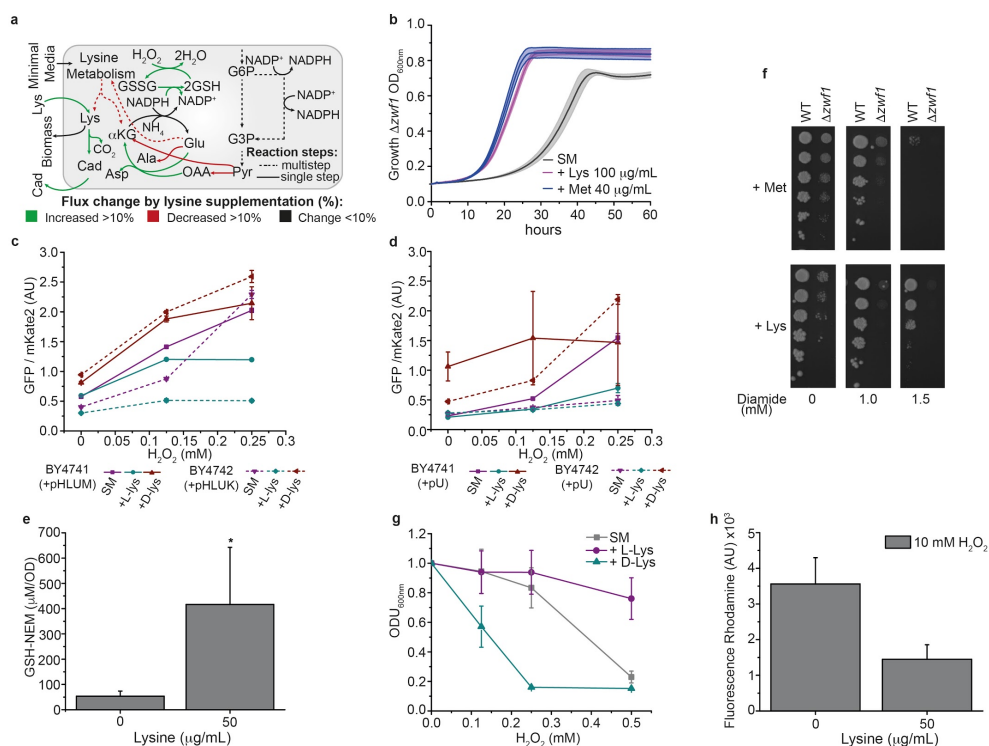 a
Minimal Media
Lysine Metabolism
H2O2
2H2O
GSSG
2GSH
NADPH
NADP+
NH4
αKG
Lys
Lys
CO2
Biomass
Cad
Cad
Asp
Ala
Glu
OAA
Pyr
G6P
G3P
NADP+
NADPH
NADP+
NADPH
Reaction steps:
multistep
single step
Flux change by lysine supplementation (%):
Increased >10%
Decreased >10%
Change <10%
b
Growth Δzwf1 OD600nm
1.0
0.8
0.6
0.4
0.2
0.0
0 10 20 30 40 50 60
hours
SM
+ Lys 100 μg/mL
+ Met 40 μg/mL
c
GFP / mKate2 (AU)
3.0
2.5
2.0
1.5
1.0
0.5
0
0 0.05 0.10 0.15 0.20 0.25 0.3
H2O2 (mM)
BY4741 (+pHLUM)
SM
+L-lys
+D-lys
BY4742 (+pHLUK)
SM
+L-lys
+D-lys
d
GFP /mKate2 (AU)
3.0
2.5
2.0
1.5
1.0
0.5
0
0 0.05 0.10 0.15 0.20 0.25 0.3
H2O2 (mM)
BY4741 (+pU)
SM
+L-lys
+D-lys
BY4742 (+pU)
SM
+L-lys
+D-lys
e
GSH-NEM (μM/OD)
700
600
500
400
300
200
100
0
*
0 50
Lysine (μg/mL)
f
WT Δzwf1 WT Δzwf1 WT Δzwf1
+ Met
+ Lys
Diamide (mM)
0 1.0 1.5
g
ODU600nm
1.2
1.0
0.8
0.6
0.4
0.2
0
0.0 0.1 0.2 0.3 0.4 0.5
H2O2 (mM)
SM
+ L-Lys
+ D-Lys
h
Fluorescence Rhodamine (AU) x10³
5
4
3
2
1
0
10 mM H2O2
0 50
Lysine (μg/mL)